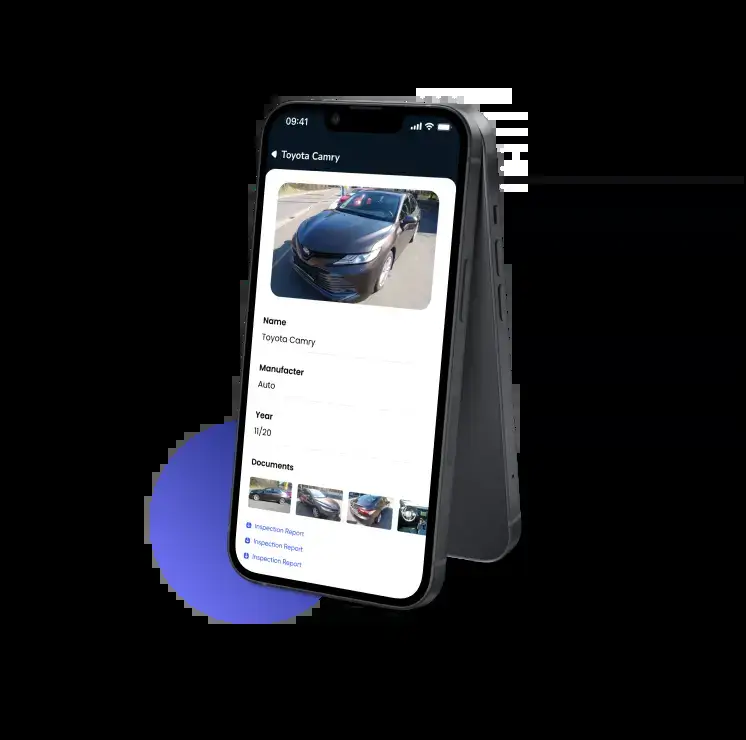 09:41
Toyota Camry
Name
Toyota Camry
Manufacter
Auto
Year
11/20
Documents
Inspection Report
Inspection Report
Inspection Report